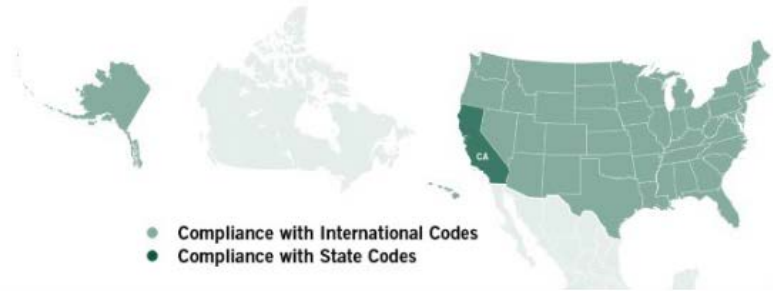 CA
Compliance with International Codes
Compliance with State Codes